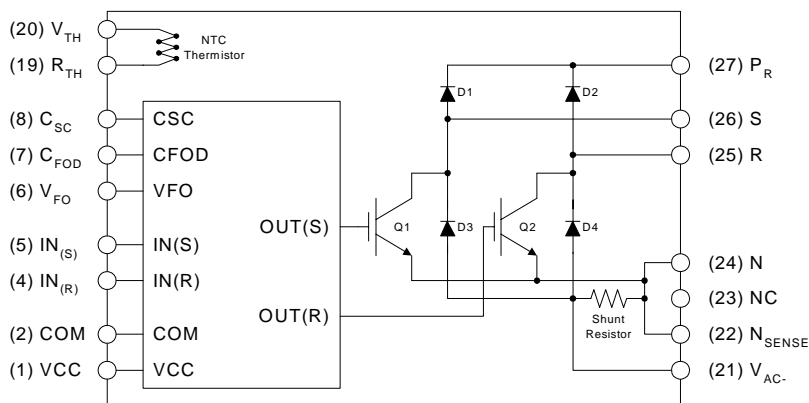 (20) V_TH
NTC
Thermistor
(19) R_TH
(27) P_R
D1
D2
(8) C_SC
CSC
(26) S
(7) C_FOD
CFOD
(25) R
(6) V_FO
VFO
OUT(S)
Q1
D3
Q2
D4
(5) IN_(S)
IN(S)
(24) N
(4) IN_(R)
IN(R)
(23) NC
OUT(R)
Shunt
Resistor
(2) COM
COM
(22) N_SENSE
(1) VCC
VCC
(21) V_AC-